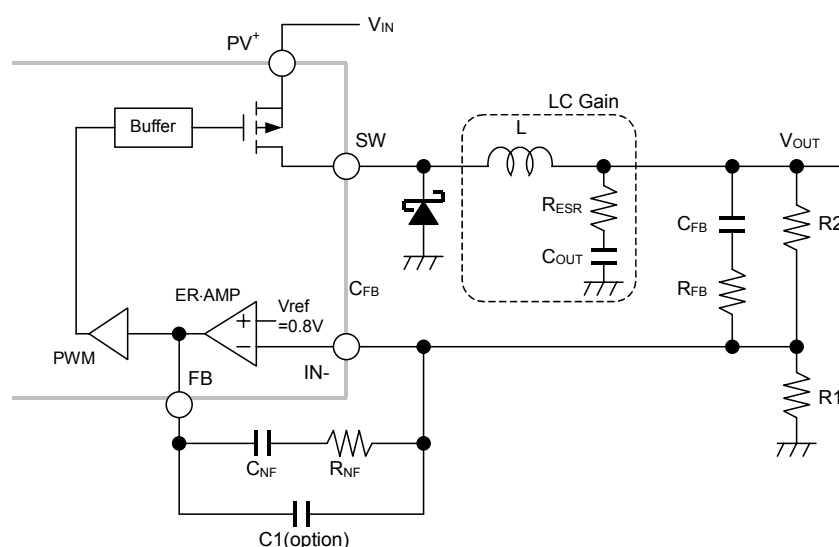 VIN
PV+
LC Gain
Buffer
SW
L
VOUT
RESR
CFB
R2
COUT
CFB
RFB
ER·AMP
Vref
=0.8V
+
−
PWM
IN-
FB
R1
CNF
RNF
C1(option)